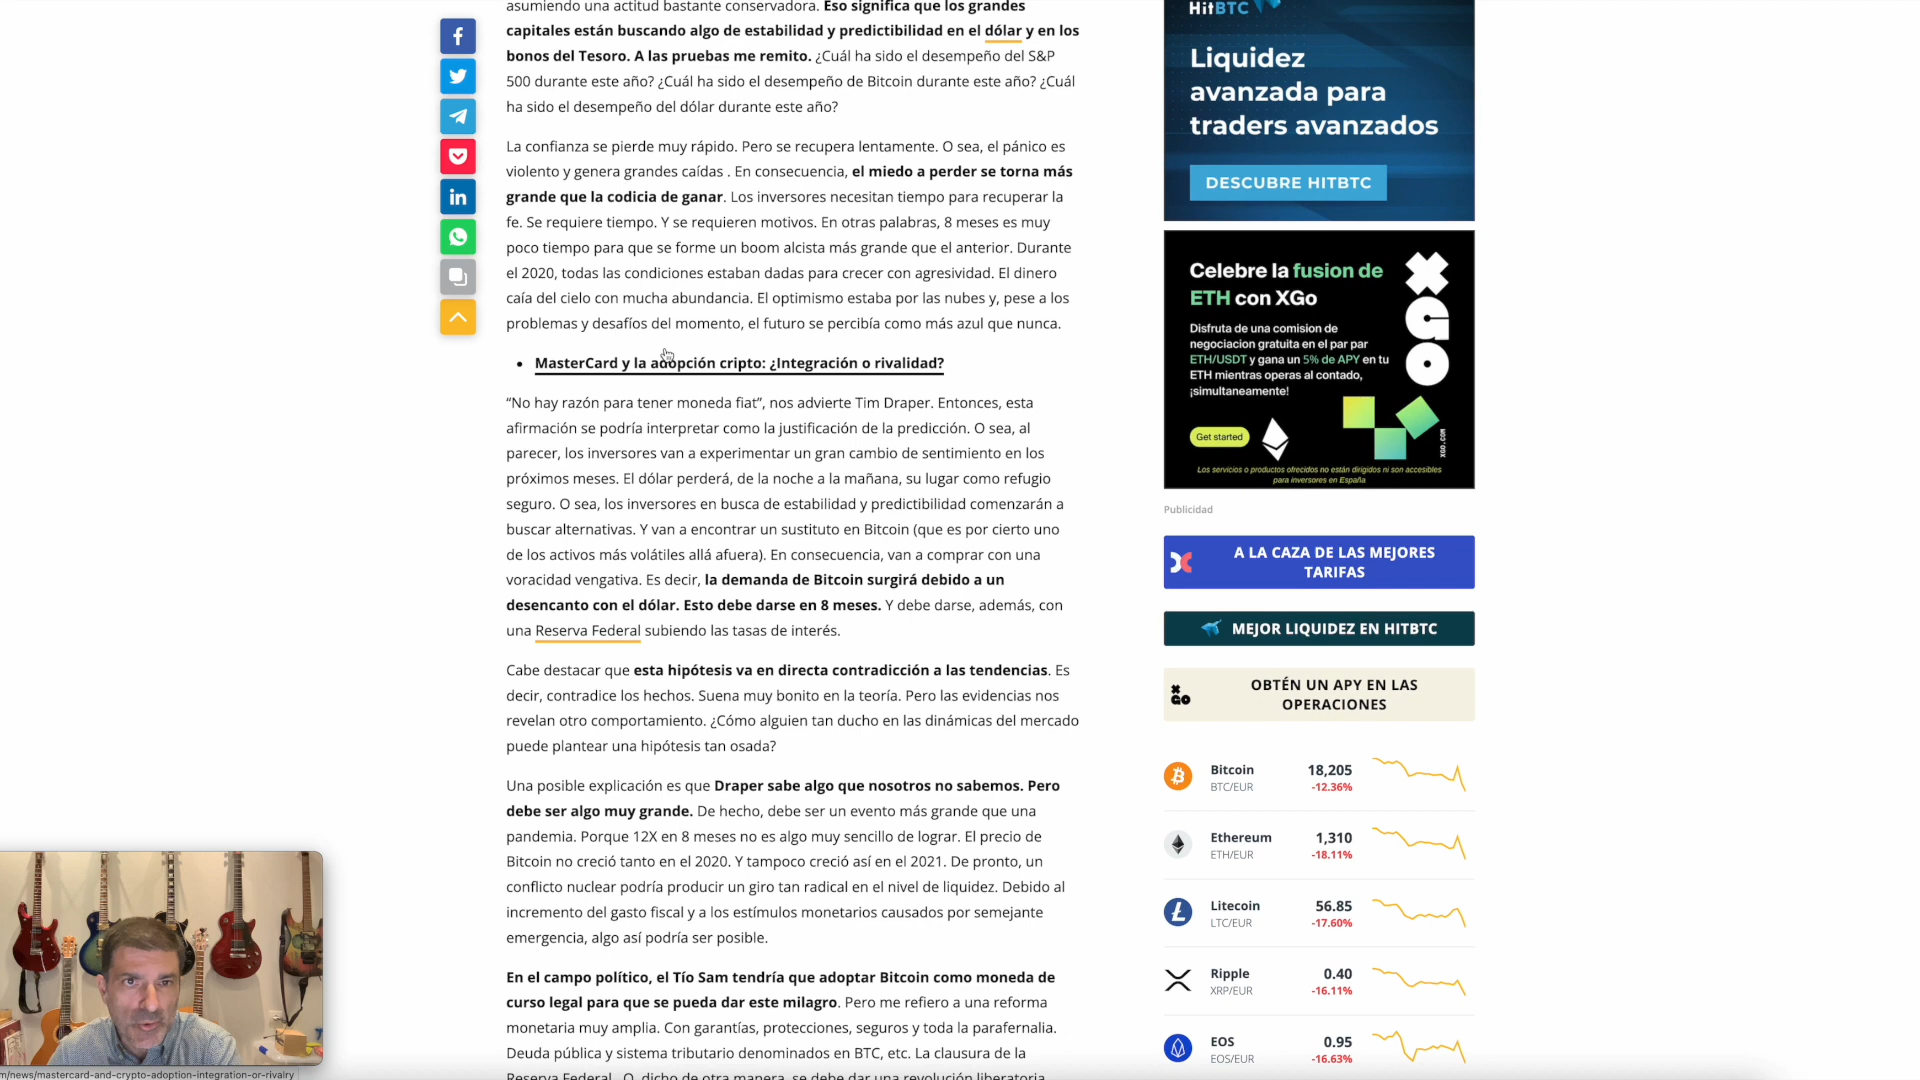 asumiendo una actitud bastante conservadora. Eso significa que los grandes
capitales están buscando algo de estabilidad y predictibilidad en el dólar y en los
bonos del Tesoro. A las pruebas me remito. ¿Cuál ha sido el desempeño del S&P
500 durante este año? ¿Cuál ha sido el desempeño de Bitcoin durante este año? ¿Cuál
ha sido el desempeño del dólar durante este año?
La confianza se pierde muy rápido. Pero se recupera lentamente. O sea, el pánico es
violento y genera grandes caídas . En consecuencia, el miedo a perder se torna más
grande que la codicia de ganar. Los inversores necesitan tiempo para recuperar la
fe. Se requiere tiempo. Y se requieren motivos. En otras palabras, 8 meses es muy
poco tiempo para que se forme un boom alcista más grande que el anterior. Durante
el 2020, todas las condiciones estaban dadas para crecer con agresividad. El dinero
caía del cielo con mucha abundancia. El optimismo estaba por las nubes y, pese a los
problemas y desafíos del momento, el futuro se percibía como más azul que nunca.
• MasterCard y la adopción cripto: ¿Integración o rivalidad?
“No hay razón para tener moneda fiat”, nos advierte Tim Draper. Entonces, esta
afirmación se podría interpretar como la justificación de la predicción. O sea, al
parecer, los inversores van a experimentar un gran cambio de sentimiento en los
próximos meses. El dólar perderá, de la noche a la mañana, su lugar como refugio
seguro. O sea, los inversores en busca de estabilidad y predictibilidad comenzarán a
buscar alternativas. Y van a encontrar un sustituto en Bitcoin (que es por cierto uno
de los activos más volátiles allá afuera). En consecuencia, van a comprar con una
voracidad vengativa. Es decir, la demanda de Bitcoin surgirá debido a un
desencanto con el dólar. Esto debe darse en 8 meses. Y debe darse, además, con
una Reserva Federal subiendo las tasas de interés.
Cabe destacar que esta hipótesis va en directa contradicción a las tendencias. Es
decir, contradice los hechos. Suena muy bonito en la teoría. Pero las evidencias nos
revelan otro comportamiento. ¿Cómo alguien tan ducho en las dinámicas del mercado
puede plantear una hipótesis tan osada?
Una posible explicación es que Draper sabe algo que nosotros no sabemos. Pero
debe ser algo muy grande. De hecho, debe ser un evento más grande que una
pandemia. Porque 12X en 8 meses no es algo muy sencillo de lograr. El precio de
Bitcoin no creció tanto en el 2020. Y tampoco creció así en el 2021. De pronto, un
conflicto nuclear podría producir un giro tan radical en el nivel de liquidez. Debido al
incremento del gasto fiscal y a los estímulos monetarios causados por semejante
emergencia, algo así podría ser posible.
En el campo político, el Tío Sam tendría que adoptar Bitcoin como moneda de
curso legal para que se pueda dar este milagro. Pero me refiero a una reforma
monetaria muy amplia. Con garantías, protecciones, seguros y toda la parafernalia.
Deuda pública y sistema tributario denominados en BTC, etc. La clausura de la
Reserva Federal. O, dicho de otra manera, se debe dar una revolución liberatoria
HitBTC
Liquidez
avanzada para
traders avanzados
DESCUBRE HITBTC
Celebre la fusion de
ETH con XGo
Disfruta de una comision de
negociacion gratuita en el par par
ETH/USDT y gana un 5% de APY en tu
ETH mientras operas al contado,
¡simultaneamente!
Get started
XGO
XGO.COM
Los servicios o productos ofrecidos no están dirigidos ni son accesibles
para inversores en España
Publicidad
A LA CAZA DE LAS MEJORES
TARIFAS
MEJOR LIQUIDEZ EN HITBTC
XGO
OBTÉN UN APY EN LAS
OPERACIONES
Bitcoin 18,205
BTC/EUR -12.36%
Ethereum 1,310
ETH/EUR -18.11%
Litecoin 56.85
LTC/EUR -17.60%
Ripple 0.40
XRP/EUR -16.11%
EOS 0.95
EOS/EUR -16.63%
m/news/mastercard-and-crypto-adoption-integration-or-rivalry